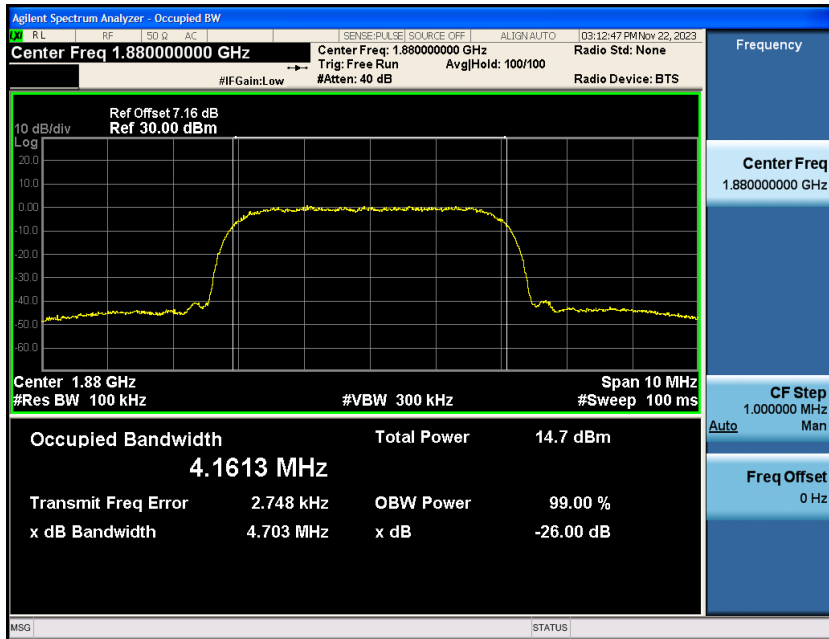 Agilent Spectrum Analyzer - Occupied BW
LXI RL RF 50 Ω AC SENSE:PULSE SOURCE OFF ALIGN AUTO 03:12:47 PM Nov 22, 2023
Center Freq 1.880000000 GHz
Center Freq: 1.880000000 GHz Radio Std: None
Trig: Free Run Avg|Hold: 100/100
#IFGain:Low #Atten: 40 dB Radio Device: BTS
Ref Offset 7.16 dB
10 dB/div Ref 30.00 dBm
Log
20.0
10.0
0.00
-10.0
-20.0
-30.0
-40.0
-50.0
-60.0
Center 1.88 GHz Span 10 MHz
#Res BW 100 kHz #VBW 300 kHz #Sweep 100 ms
Occupied Bandwidth Total Power 14.7 dBm
4.1613 MHz
Transmit Freq Error 2.748 kHz OBW Power 99.00 %
x dB Bandwidth 4.703 MHz x dB -26.00 dB
Frequency
Center Freq
1.880000000 GHz
CF Step
1.000000 MHz
Auto Man
Freq Offset
0 Hz
MSG STATUS